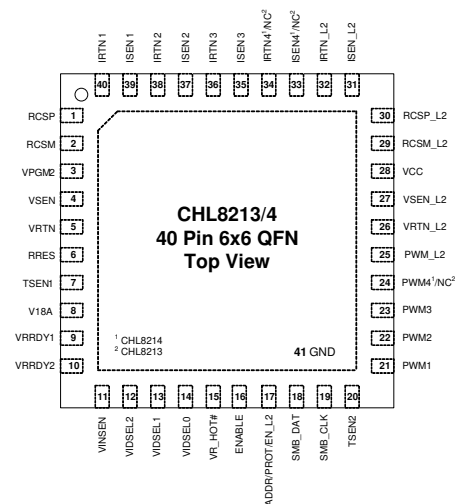 IRTN1
ISEN1
IRTN2
ISEN2
IRTN3
ISEN3
IRTN4¹/NC²
ISEN4¹/NC²
IRTN_L2
ISEN_L2
40
39
38
37
36
35
34
33
32
31
RCSP 1
RCSM 2
VPGM2 3
VSEN 4
VRTN 5
RRES 6
TSEN1 7
V18A 8
VRRDY1 9
VRRDY2 10
CHL8213/4
40 Pin 6x6 QFN
Top View
¹ CHL8214
² CHL8213
41 GND
30 RCSP_L2
29 RCSM_L2
28 VCC
27 VSEN_L2
26 VRTN_L2
25 PWM_L2
24 PWM4¹/NC²
23 PWM3
22 PWM2
21 PWM1
11
12
13
14
15
16
17
18
19
20
VINSEN
VIDSEL2
VIDSEL1
VIDSEL0
VR_HOT#
ENABLE
ADDR/PROT/EN_L2
SMB_DAT
SMB_CLK
TSEN2